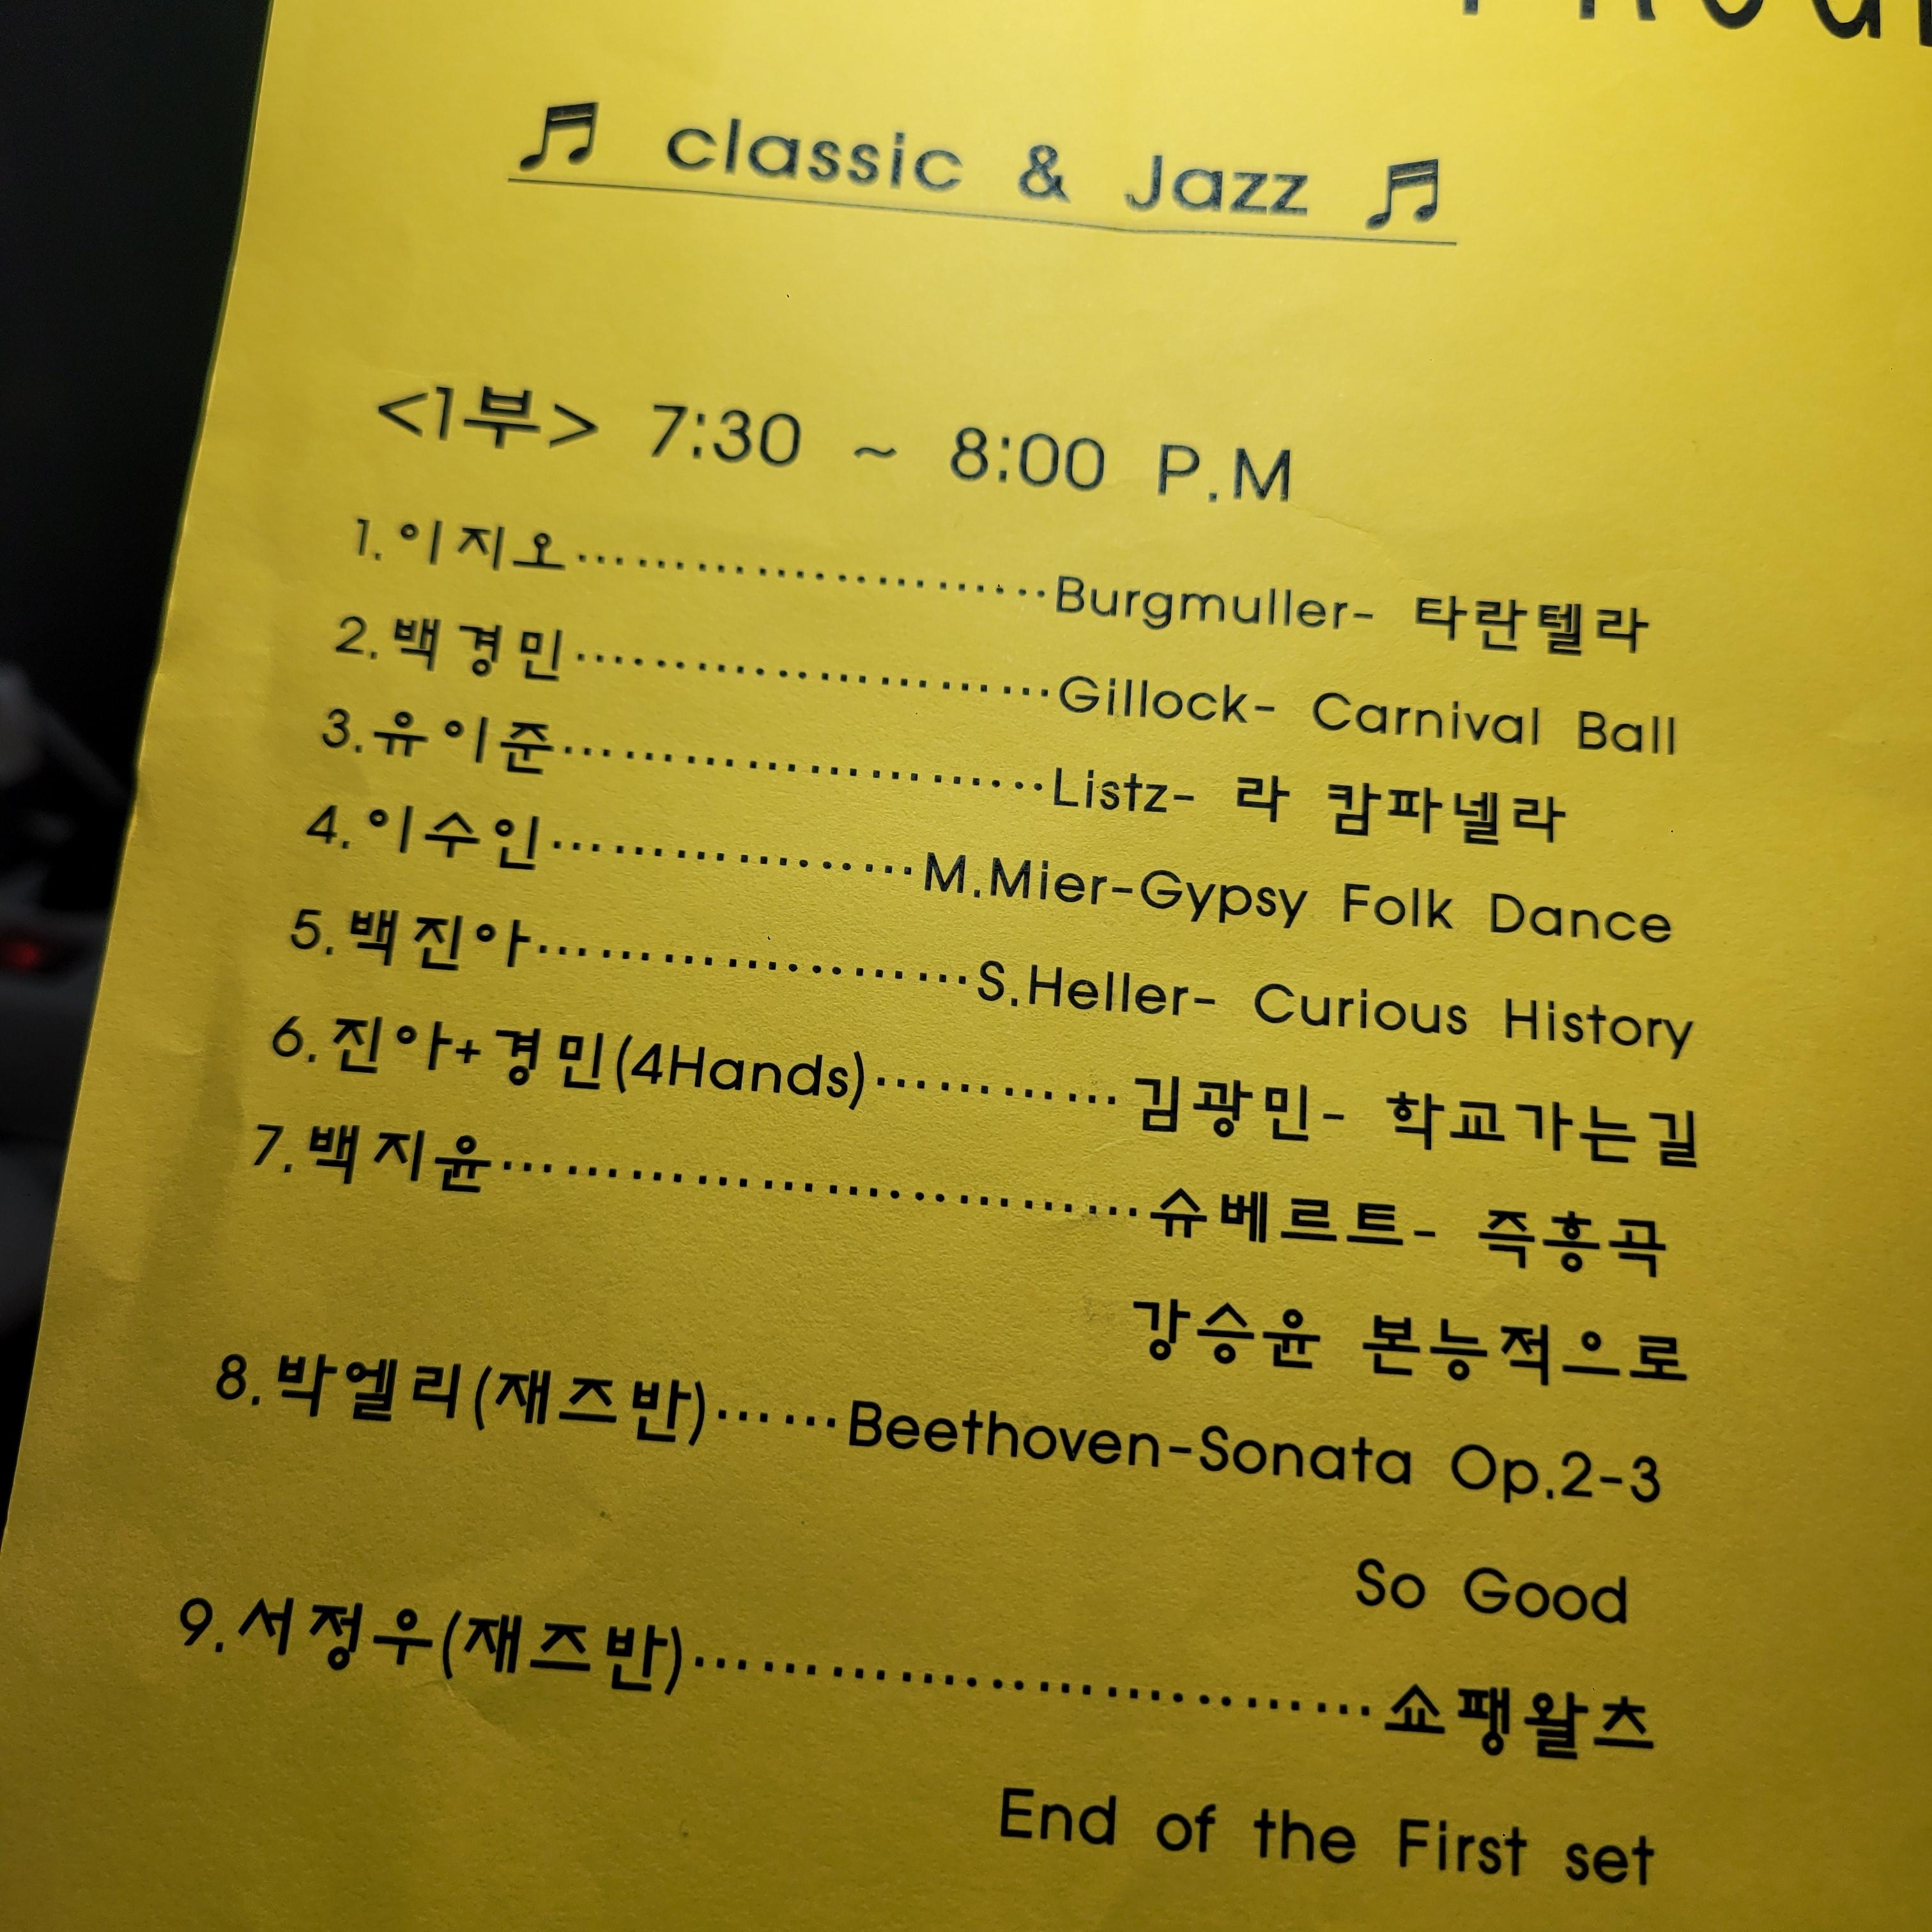 ♬ classic & Jazz ♬
<1부> 7:30 ~ 8:00 P.M
1.이지오························Burgmuller- 타란텔라
2.백경민························Gillock- Carnival Ball
3.유이준························Listz- 라 캄파넬라
4.이수인··················M.Mier-Gypsy Folk Dance
5.백진아·····················S.Heller- Curious History
6.진아+경민(4Hands)············김광민- 학교가는길
7.백지윤······························슈베르트- 즉흥곡
강승윤 본능적으로
8.박엘리(재즈반)······Beethoven-Sonata Op.2-3
So Good
9.서정우(재즈반)······························쇼팽왈츠
End of the First set